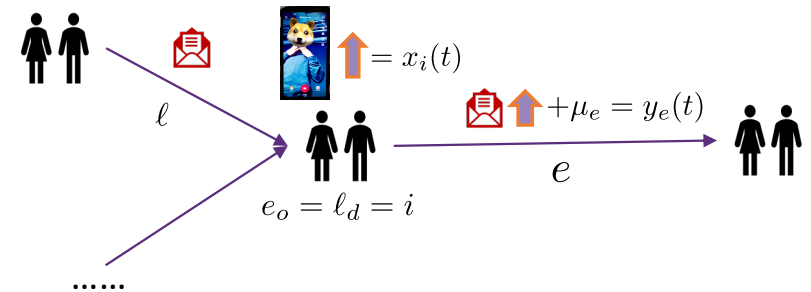 = x_i(t)
ℓ
+μ_e = y_e(t)
e
e_o = ℓ_d = i
......